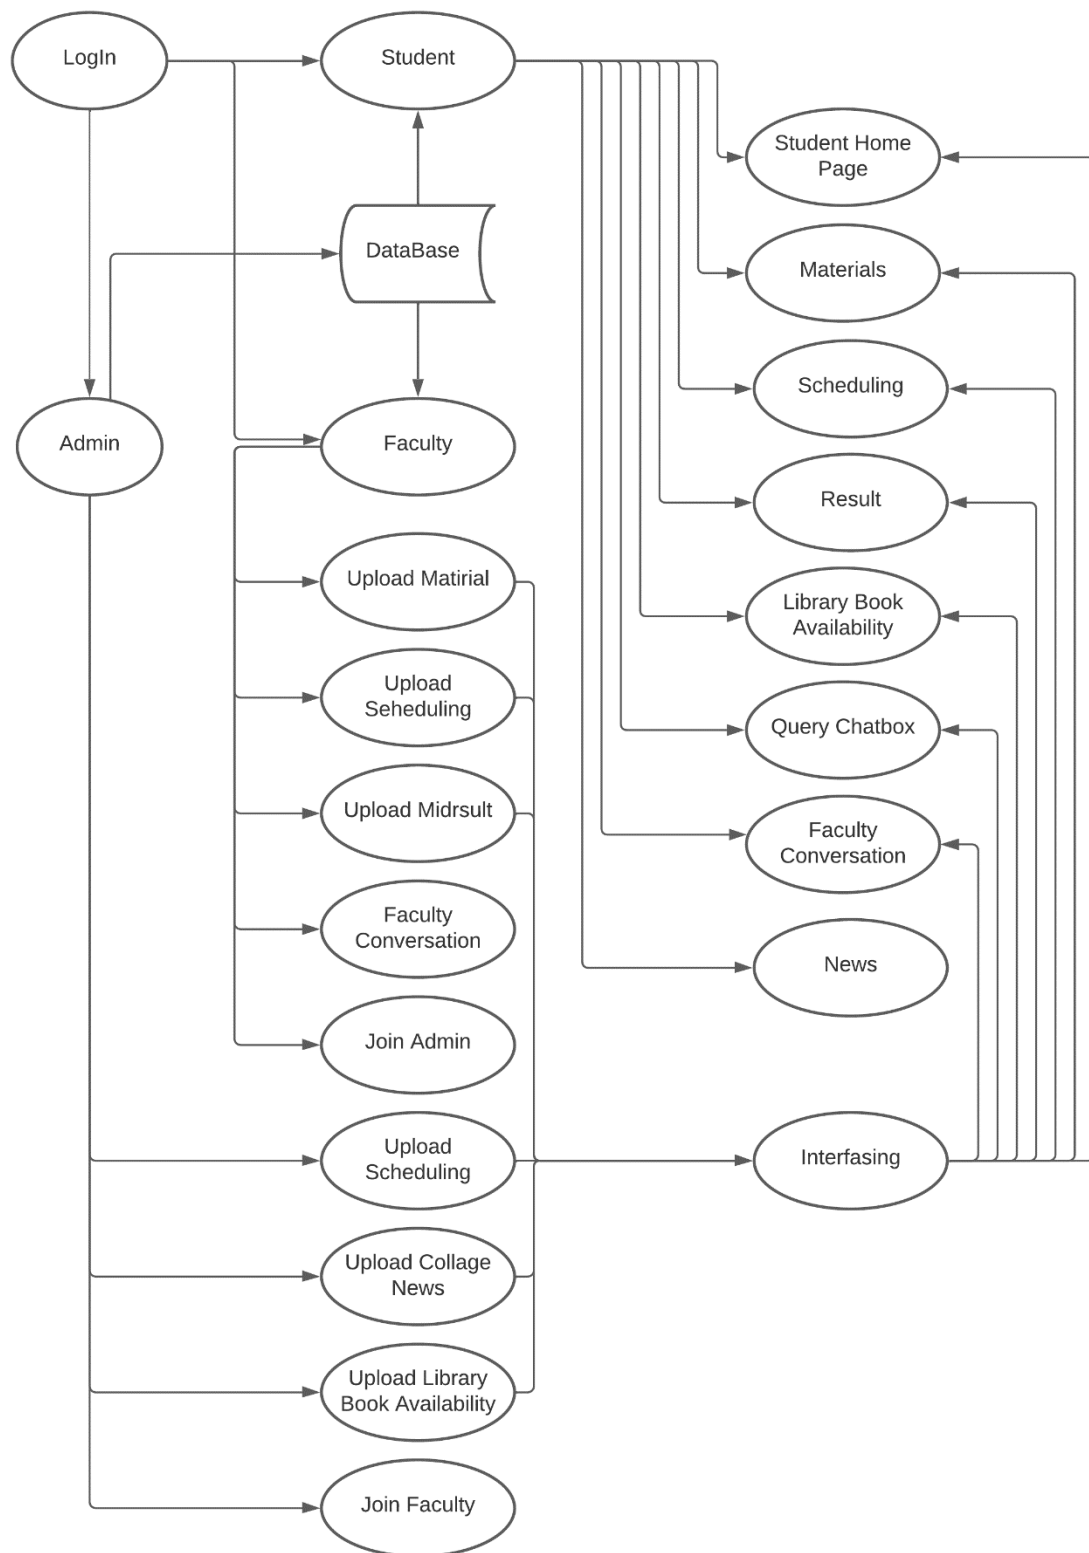 LogIn
Student
Student Home
Page
DataBase
Materials
Scheduling
Admin
Faculty
Result
Upload Matirial
Library Book
Availability
Upload
Seheduling
Query Chatbox
Upload Midrsult
Faculty
Conversation
Faculty
Conversation
News
Join Admin
Upload
Scheduling
Interfasing
Upload Collage
News
Upload Library
Book Availability
Join Faculty